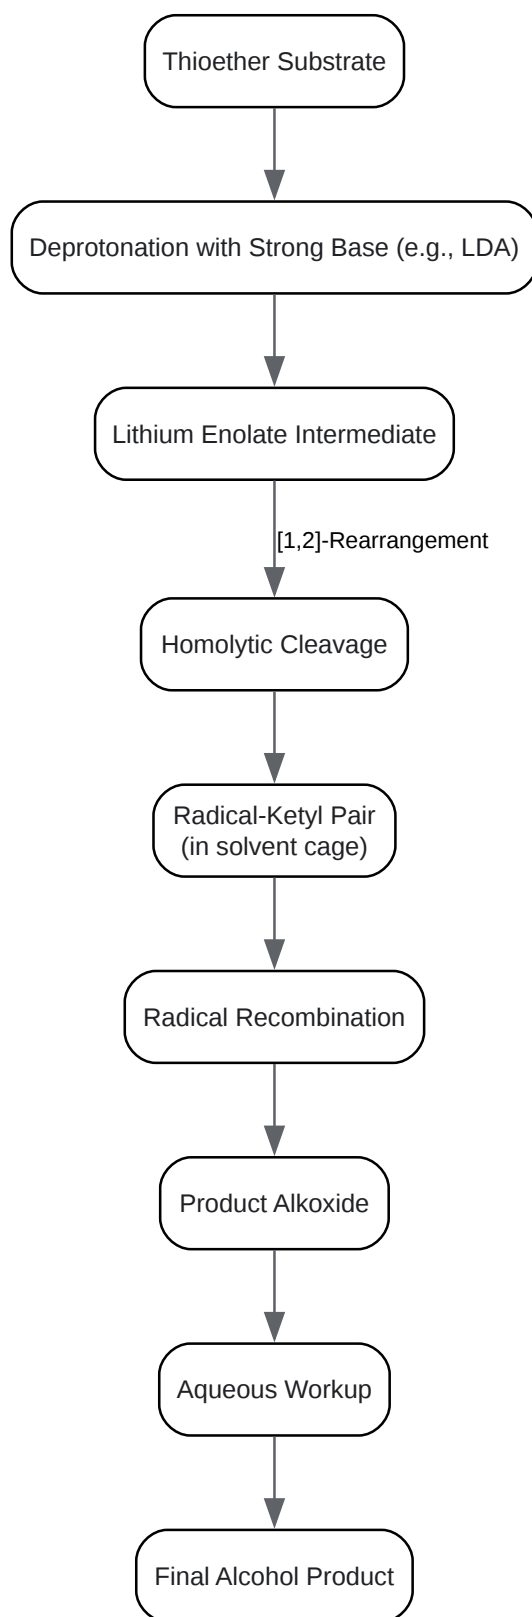 Thioether Substrate
Deprotonation with Strong Base (e.g., LDA)
Lithium Enolate Intermediate
[1,2]-Rearrangement
Homolytic Cleavage
Radical-Ketyl Pair
(in solvent cage)
Radical Recombination
Product Alkoxide
Aqueous Workup
Final Alcohol Product